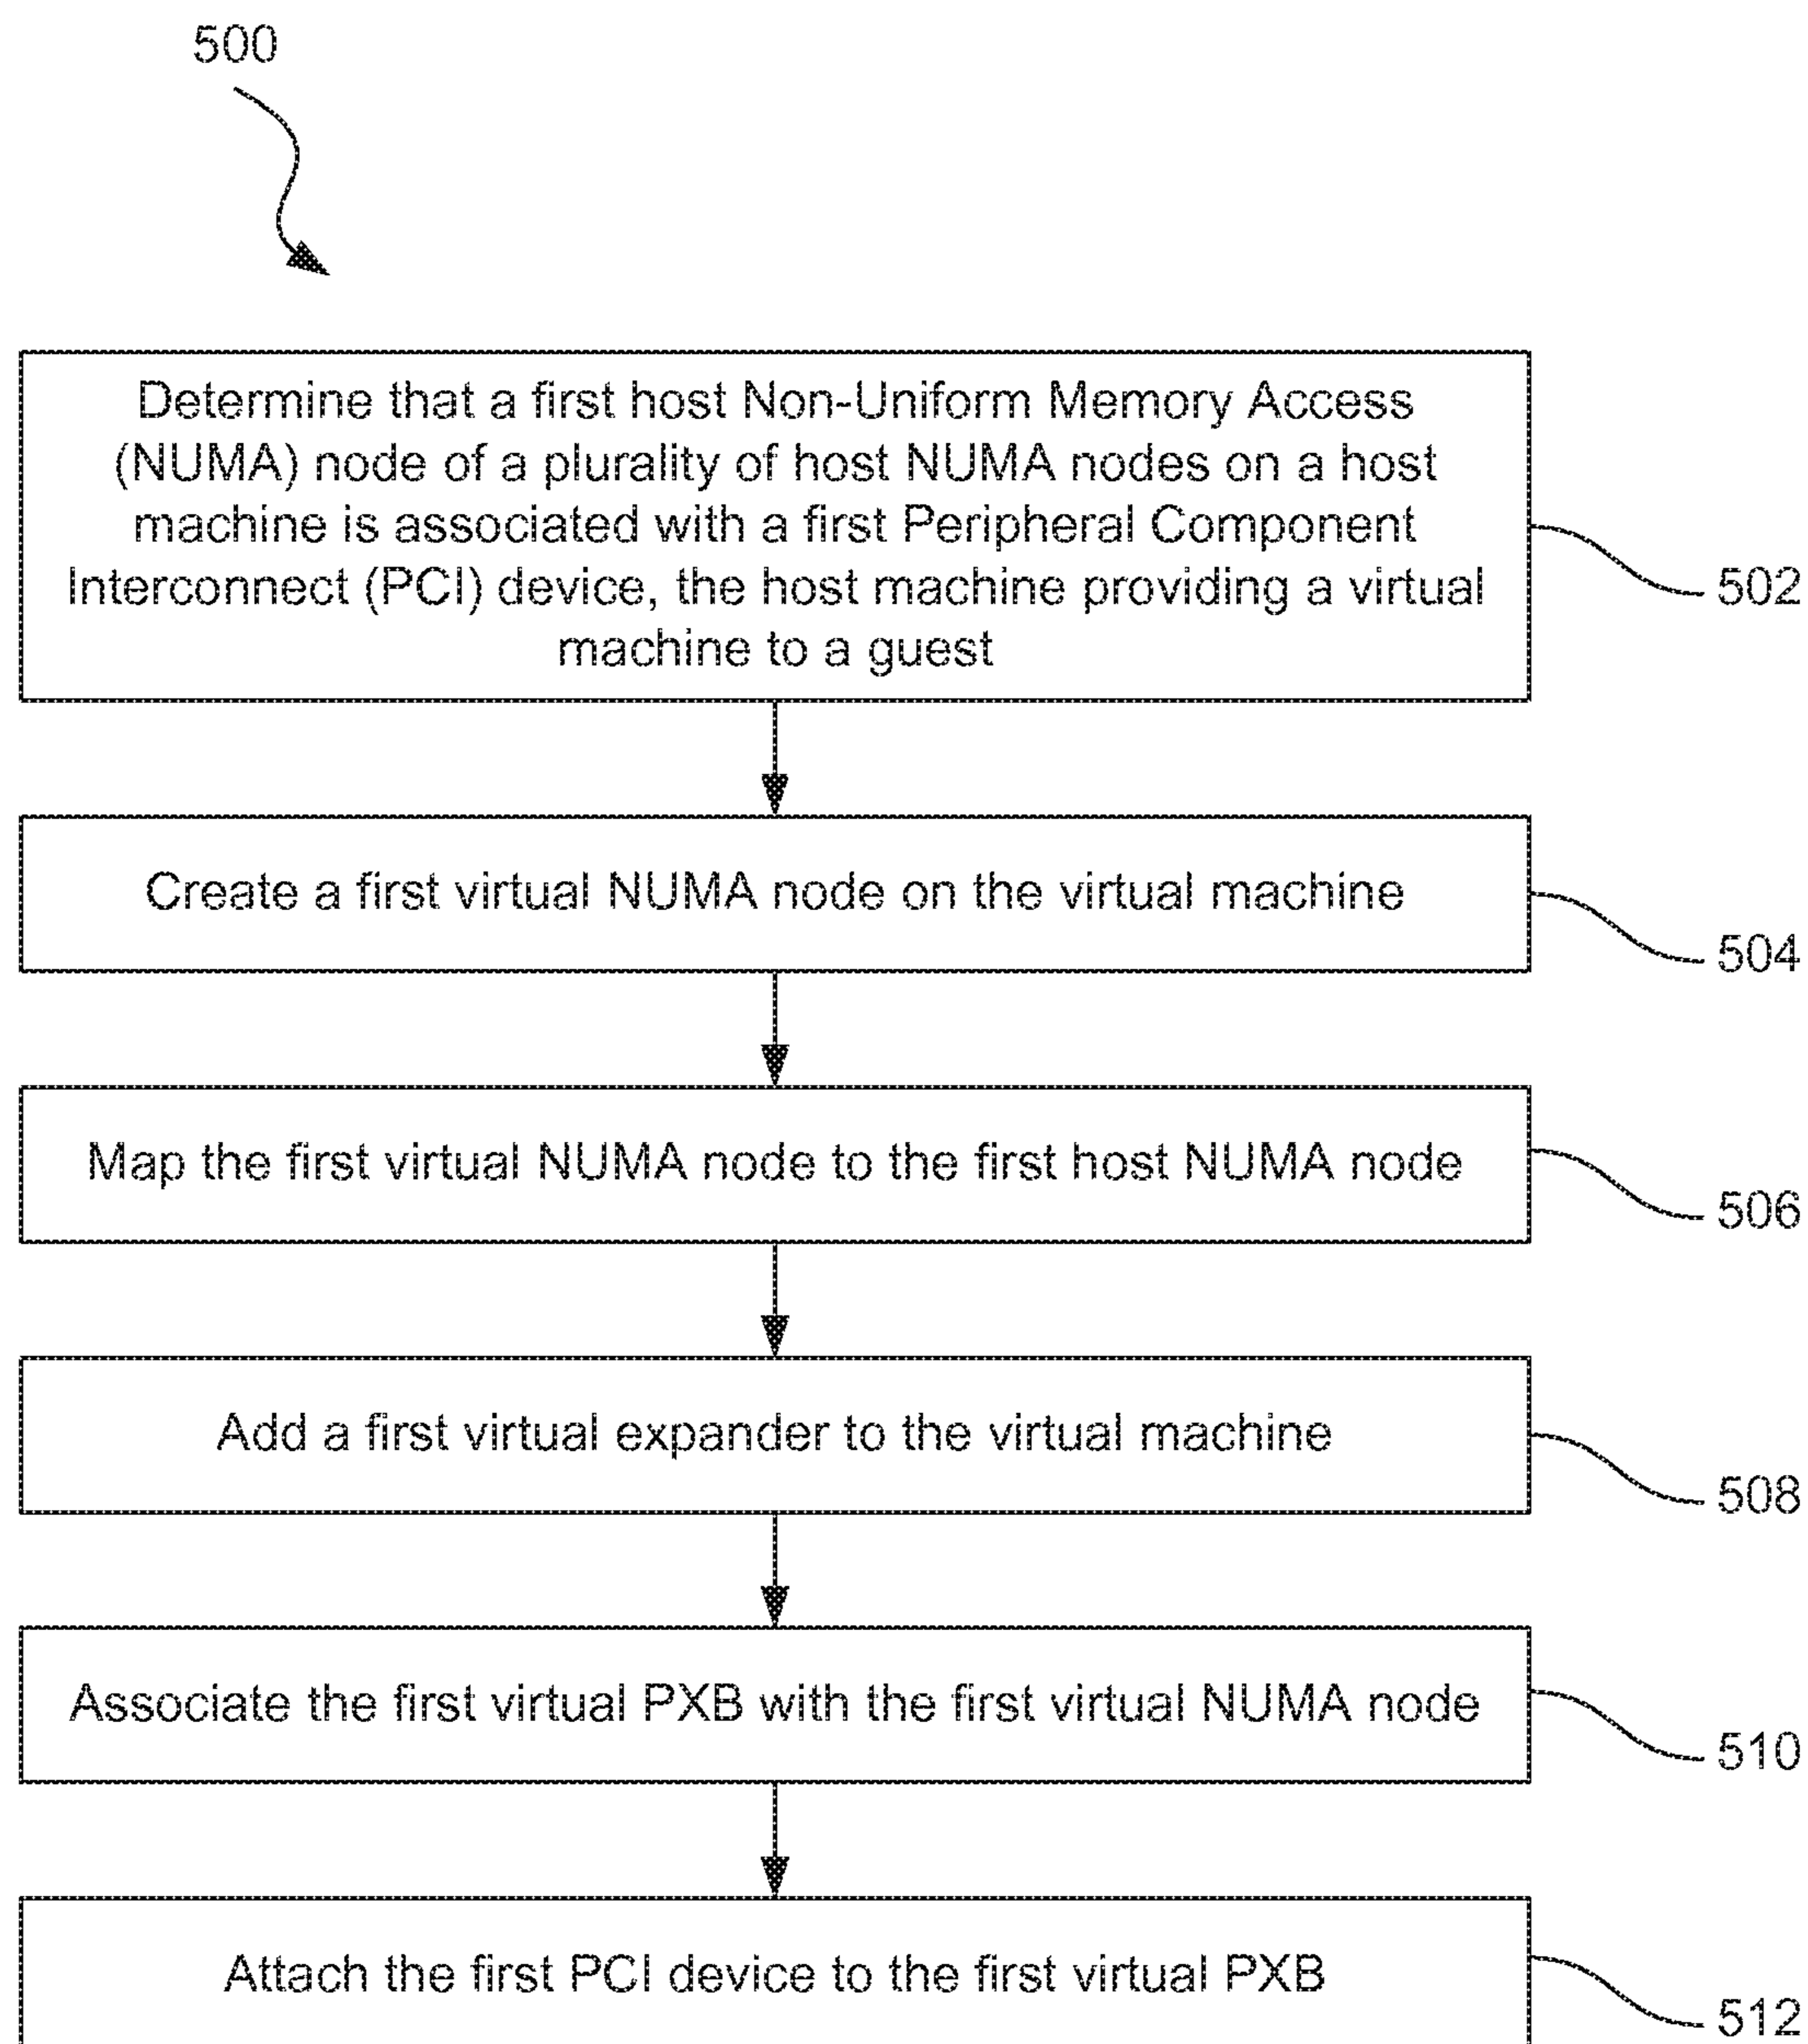 500
Determine that a first host Non-Uniform Memory Access
(NUMA) node of a plurality of host NUMA nodes on a host
machine is associated with a first Peripheral Component
Interconnect (PCI) device, the host machine providing a virtual
machine to a guest
502
Create a first virtual NUMA node on the virtual machine
504
Map the first virtual NUMA node to the first host NUMA node
506
Add a first virtual expander to the virtual machine
508
Associate the first virtual PXB with the first virtual NUMA node
510
Attach the first PCI device to the first virtual PXB
512